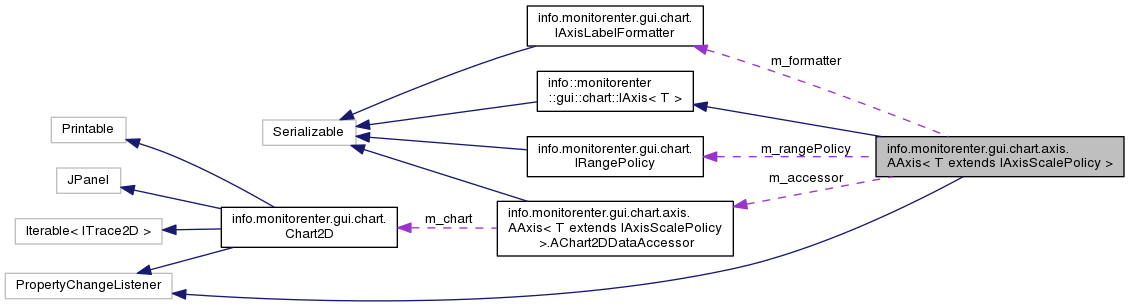 info.monitorenter.gui.chart.
IAxisLabelFormatter
m_formatter
info::monitorenter
::gui::chart::IAxis< T >
Printable
Serializable
info.monitorenter.gui.chart.
IRangePolicy
m_rangePolicy
info.monitorenter.gui.chart.axis.
AAxis< T extends IAxisScalePolicy >
JPanel
m_accessor
info.monitorenter.gui.chart.
Chart2D
m_chart
info.monitorenter.gui.chart.axis.
AAxis< T extends IAxisScalePolicy
>.AChart2DDataAccessor
Iterable< ITrace2D >
PropertyChangeListener